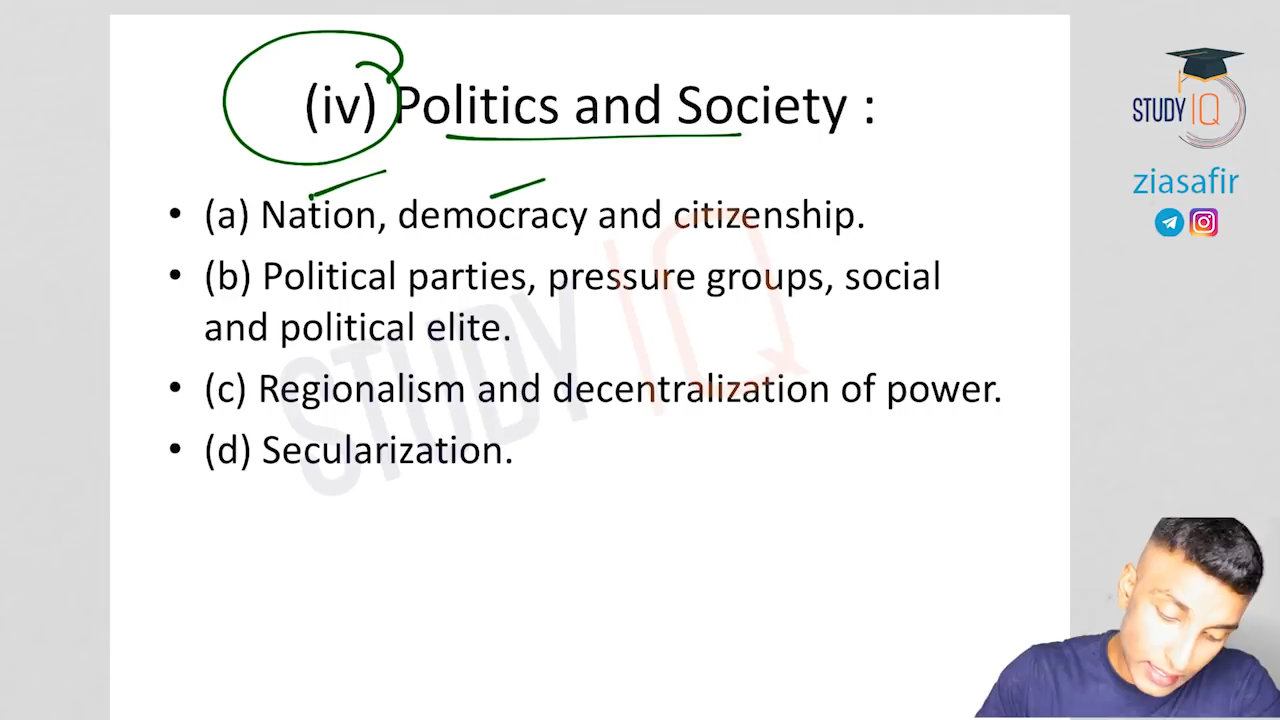 (iv) Politics and Society :
• (a) Nation, democracy and citizenship.
• (b) Political parties, pressure groups, social
and political elite.
• (c) Regionalism and decentralization of power.
• (d) Secularization.
STUDY IQ
STUDY IQ
ziasafir